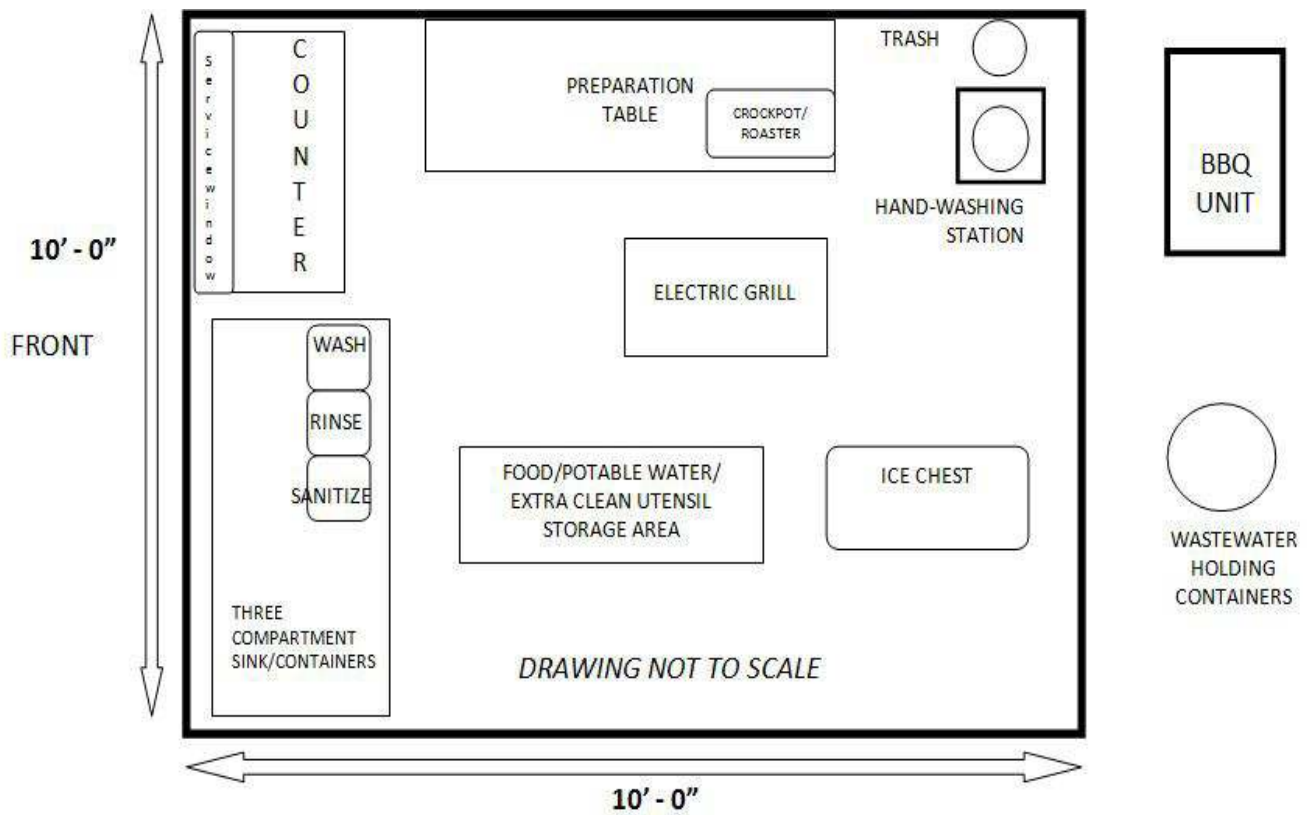 Servicewindow
COUNTER
PREPARATION
TABLE
CROCKPOT/
ROASTER
TRASH
HAND-WASHING
STATION
BBQ
UNIT
10’ - 0”
FRONT
ELECTRIC GRILL
WASH
RINSE
SANITIZE
THREE
COMPARTMENT
SINK/CONTAINERS
FOOD/POTABLE WATER/
EXTRA CLEAN UTENSIL
STORAGE AREA
ICE CHEST
WASTEWATER
HOLDING
CONTAINERS
DRAWING NOT TO SCALE
10’ - 0”